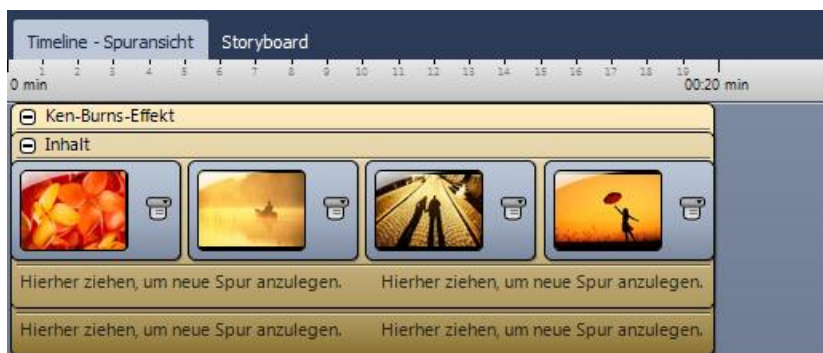 Timeline - Spuransicht Storyboard
1 2 3 4 5 6 7 8 9 10 11 12 13 14 15 16 17 18 19
0 min 00:20 min
Ken-Burns-Effekt
Inhalt
Hierher ziehen, um neue Spur anzulegen. Hierher ziehen, um neue Spur anzulegen.
Hierher ziehen, um neue Spur anzulegen. Hierher ziehen, um neue Spur anzulegen.